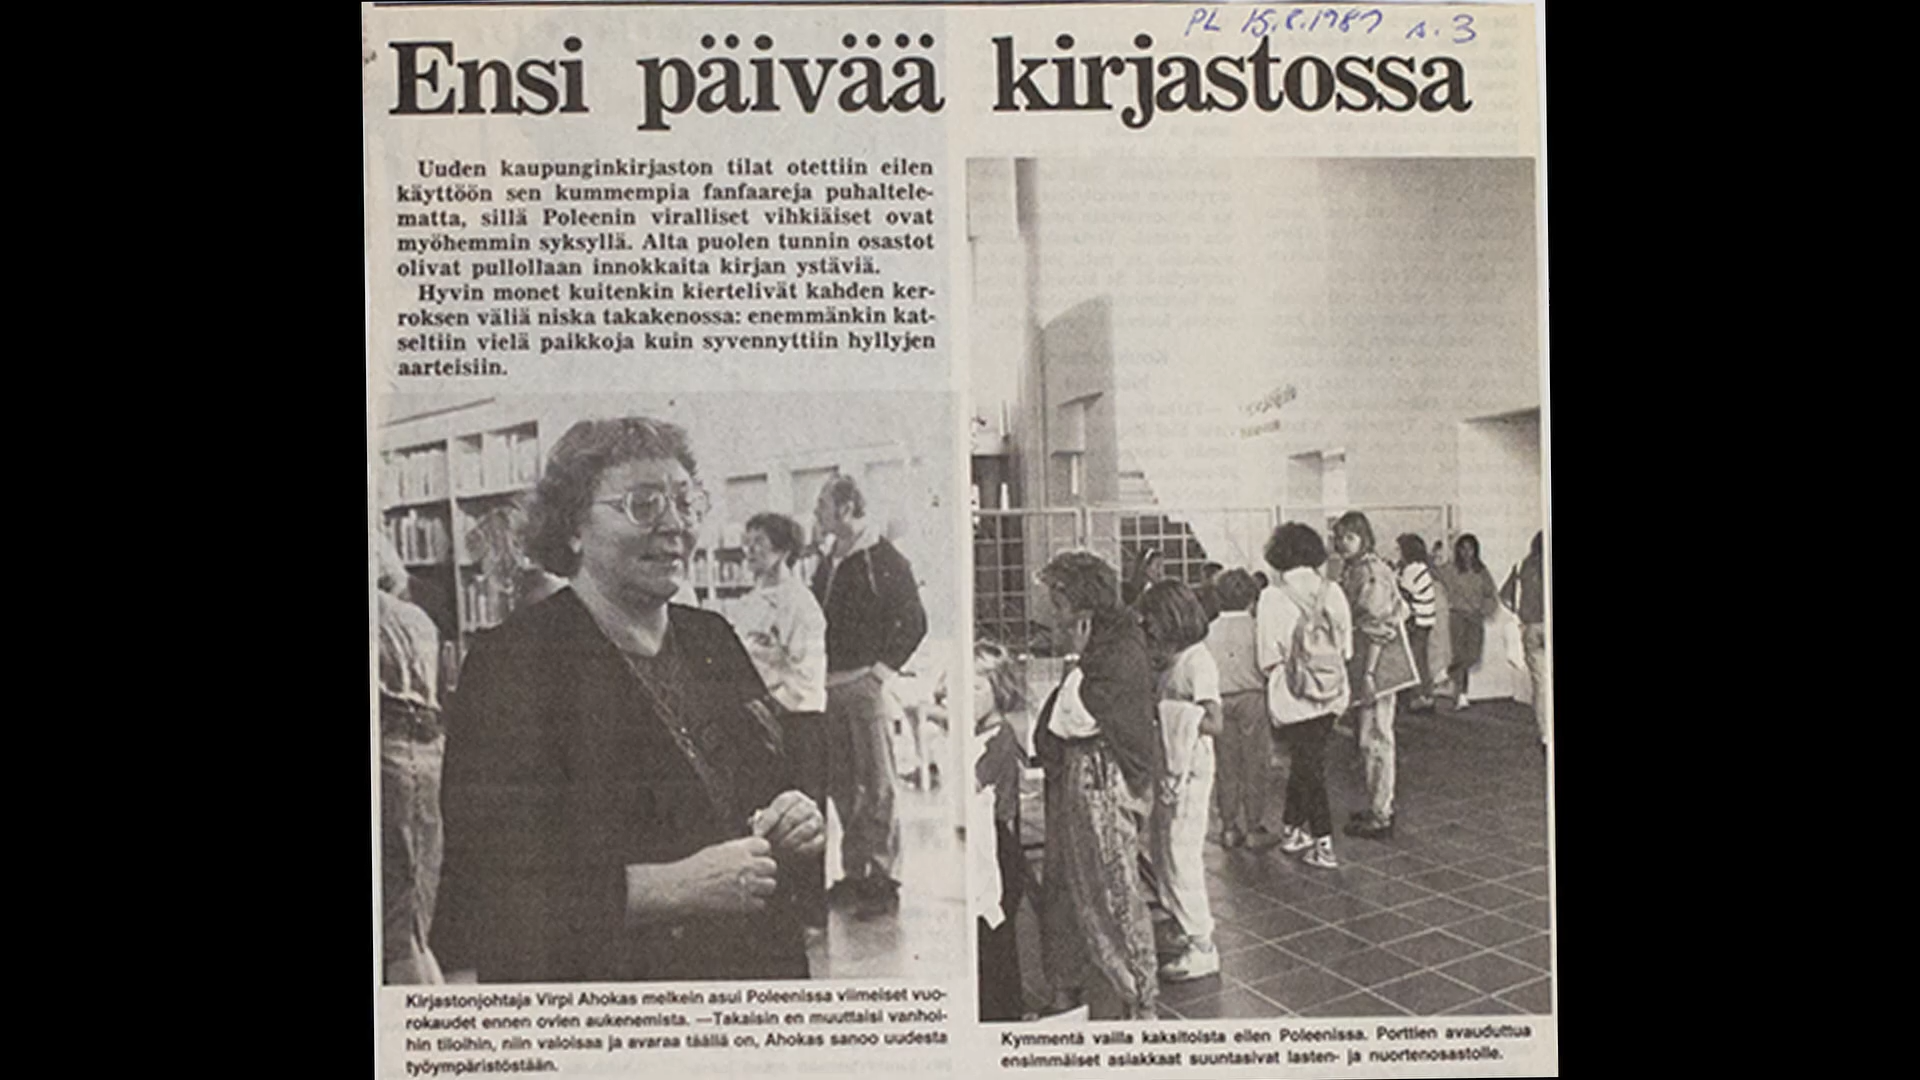 PL 15.8.1989 s. 3
Ensi päivää kirjastossa
Uuden kaupunginkirjaston tilat otettiin eilen
käyttöön sen kummempia fanfaareja puhaltele-
matta, sillä Poleenin viralliset vihkiäiset ovat
myöhemmin syksyllä. Alta puolen tunnin osastot
olivat pullollaan innokkaita kirjan ystäviä.
Hyvin monet kuitenkin kiertelivät kahden ker-
roksen väliä niska takakenossa: enemmänkin kat-
seltiin vielä paikkoja kuin syvennyttiin hyllyjen
aarteisiin.
Kirjastonjohtaja Virpi Ahokas melkein asui Poleenissa viimeiset vuo-
rokaudet ennen ovien aukenemista. —Takaisin en muuttaisi vanhoi-
hin tiloihin, niin valoisaa ja avaraa täällä on, Ahokas sanoo uudesta
työympäristöstään.
Kymmentä vailla kaksitoista eilen Poleenissa. Porttien avauduttua
ensimmäiset asiakkaat suuntasivat lasten- ja nuortenosastolle.